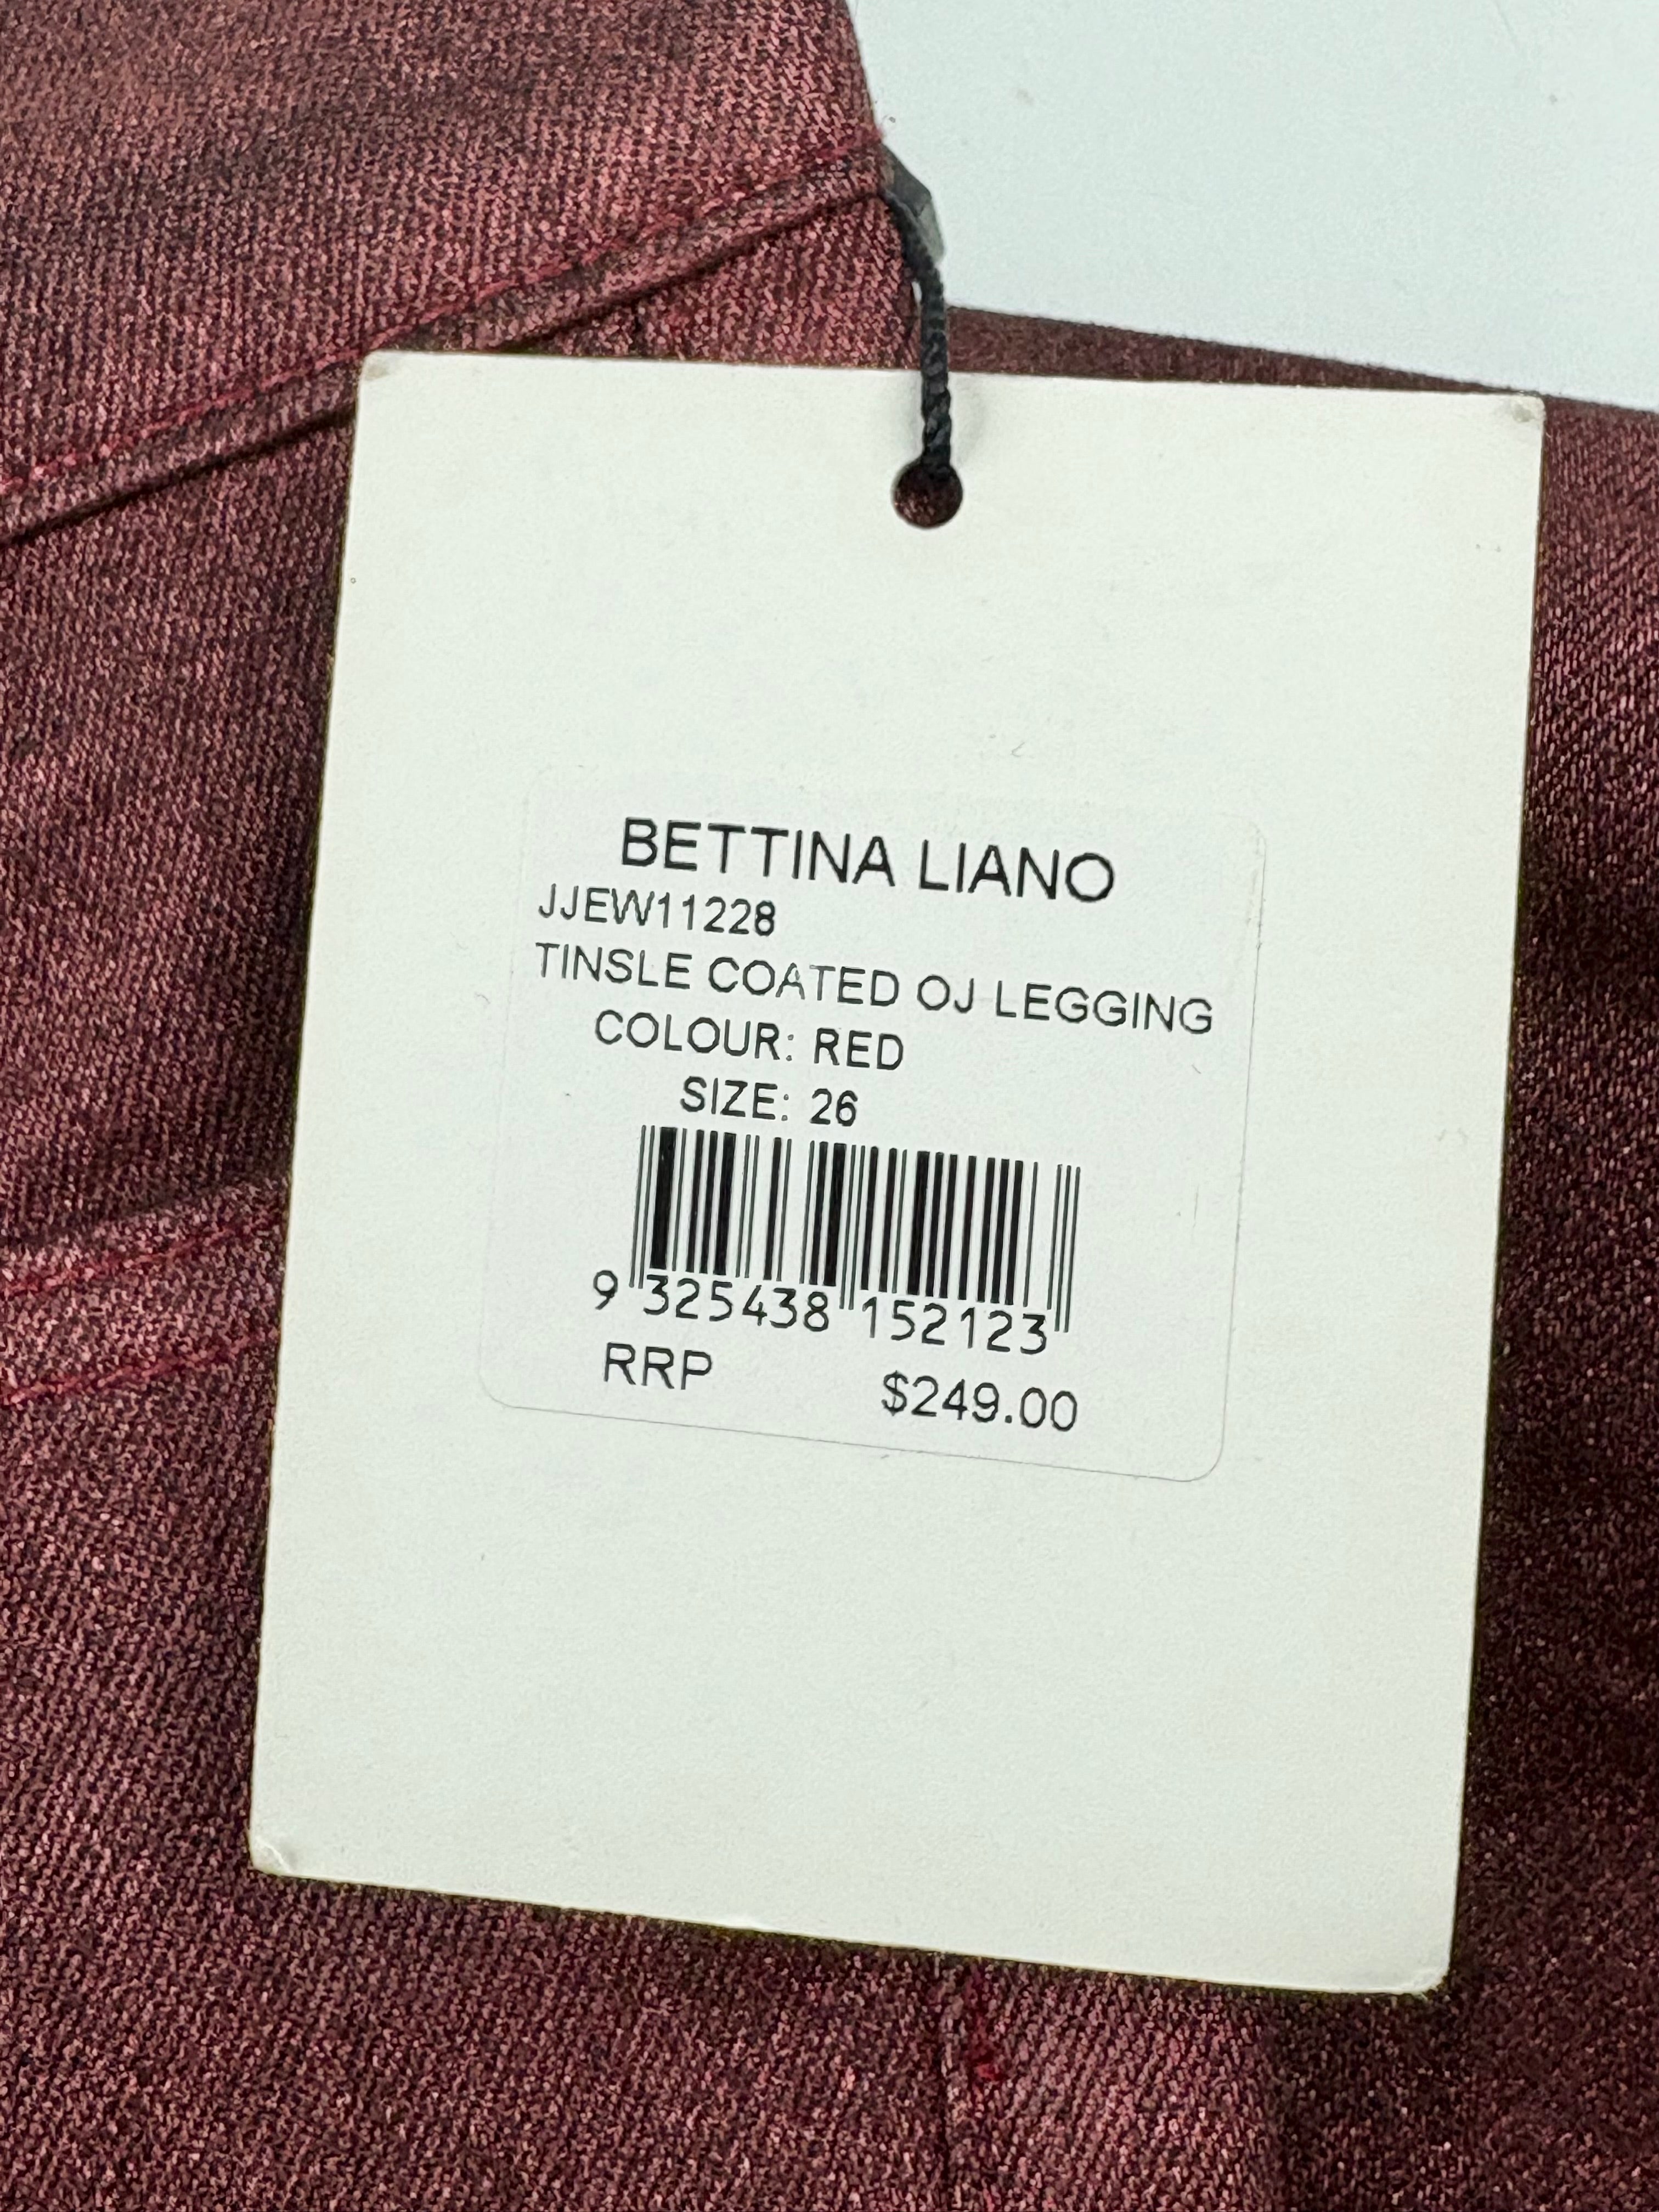 BETTINA LIANO
JJEW11228
TINSLE COATED OJ LEGGING
COLOUR: RED
SIZE: 26
9 325438 152123
RRP $249.00